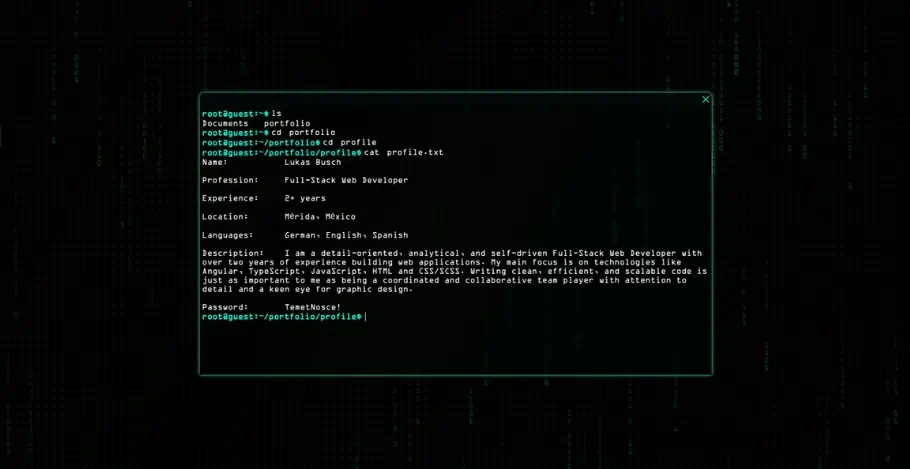 root@guest:~# ls
Documents portfolio
root@guest:~# cd portfolio
root@guest:~/portfolio# cd profile
root@guest:~/portfolio/profile# cat profile.txt
Name: Lukas Busch
Profession: Full-Stack Web Developer
Experience: 2+ years
Location: Mérida, México
Languages: German, English, Spanish
Description: I am a detail-oriented, analytical, and self-driven Full-Stack Web Developer with
over two years of experience building web applications. My main focus is on technologies like
Angular, TypeScript, JavaScript, HTML and CSS/SCSS. Writing clean, efficient, and scalable code is
just as important to me as being a coordinated and collaborative team player with attention to
detail and a keen eye for graphic design.
Password: TemetNosce!
root@guest:~/portfolio/profile#